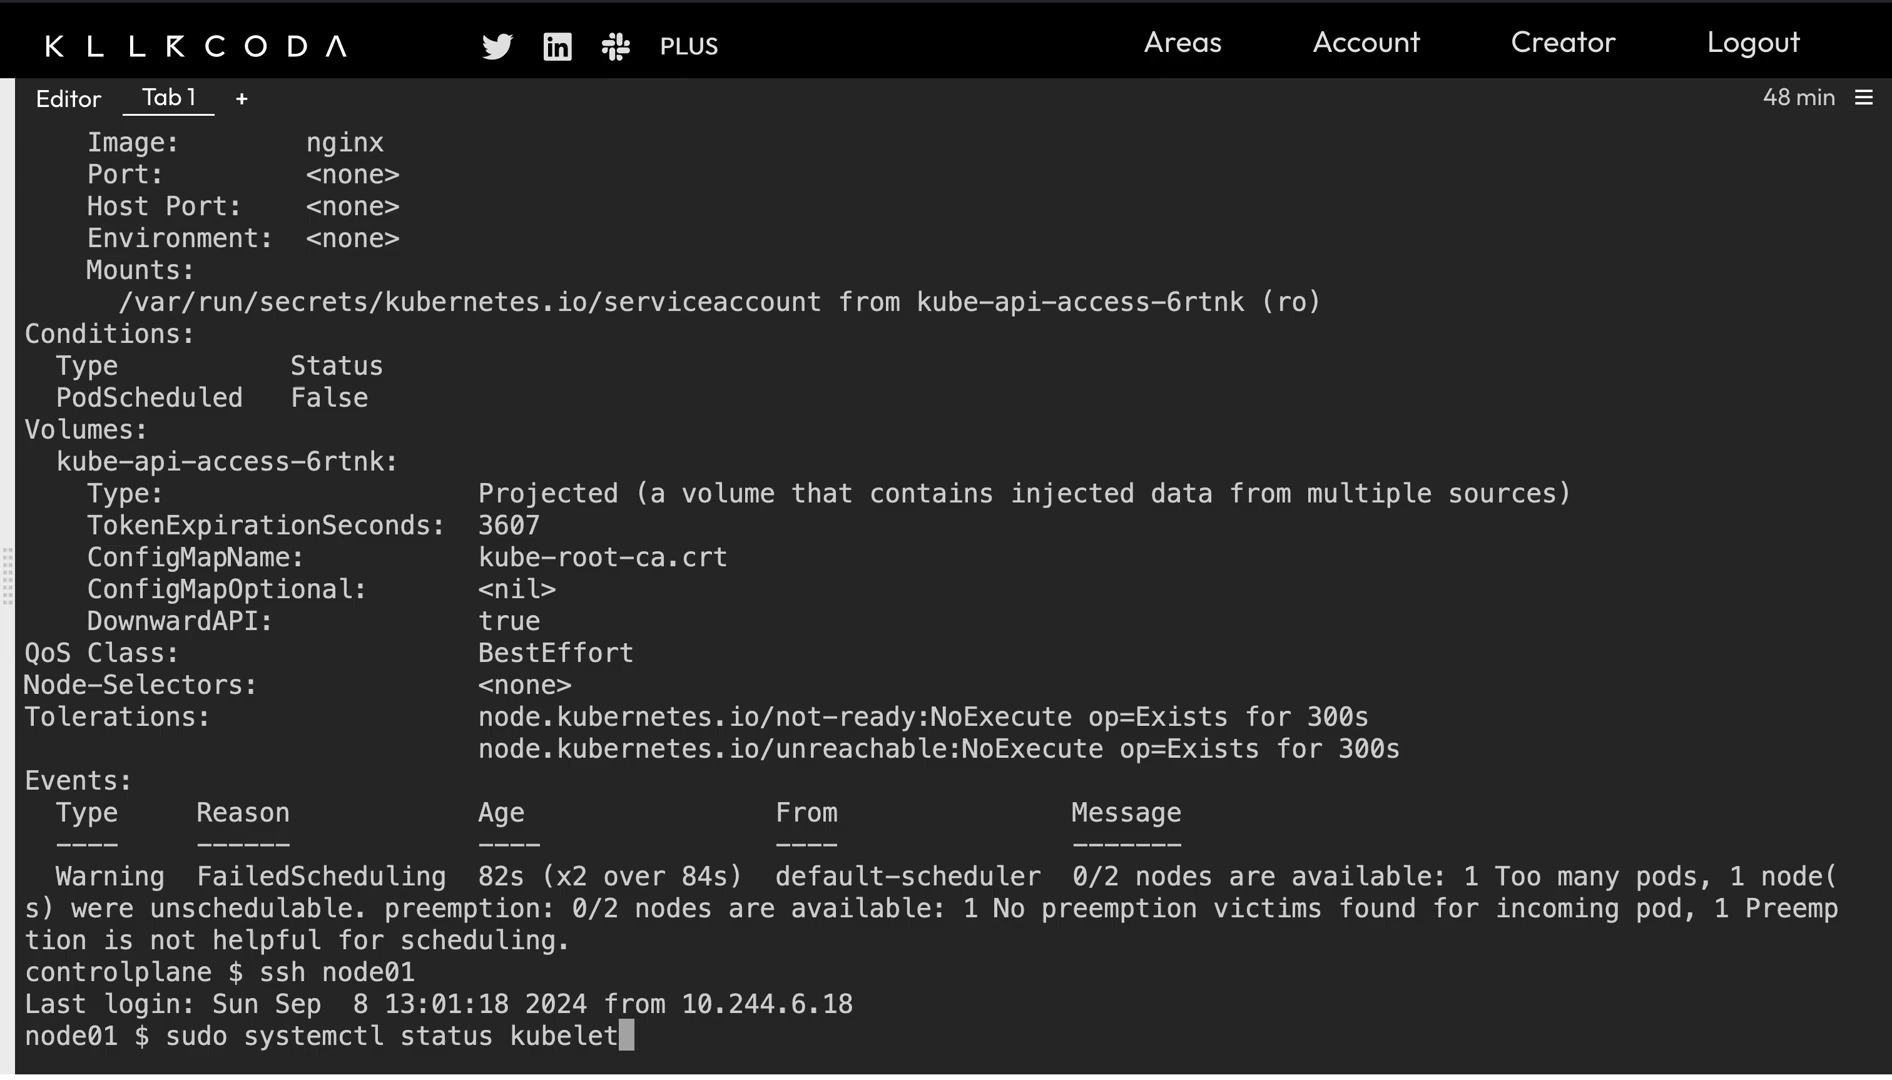 KLLRCODA PLUS Areas Account Creator Logout
Editor Tab 1 + 48 min
Image: nginx
Port: <none>
Host Port: <none>
Environment: <none>
Mounts:
/var/run/secrets/kubernetes.io/serviceaccount from kube-api-access-6rtnk (ro)
Conditions:
Type Status
PodScheduled False
Volumes:
kube-api-access-6rtnk:
Type: Projected (a volume that contains injected data from multiple sources)
TokenExpirationSeconds: 3607
ConfigMapName: kube-root-ca.crt
ConfigMapOptional: <nil>
DownwardAPI: true
QoS Class: BestEffort
Node-Selectors: <none>
Tolerations: node.kubernetes.io/not-ready:NoExecute op=Exists for 300s
node.kubernetes.io/unreachable:NoExecute op=Exists for 300s
Events:
Type Reason Age From Message
---- ------ ---- ---- -------
Warning FailedScheduling 82s (x2 over 84s) default-scheduler 0/2 nodes are available: 1 Too many pods, 1 node(
s) were unschedulable. preemption: 0/2 nodes are available: 1 No preemption victims found for incoming pod, 1 Preemp
tion is not helpful for scheduling.
controlplane $ ssh node01
Last login: Sun Sep 8 13:01:18 2024 from 10.244.6.18
node01 $ sudo systemctl status kubelet